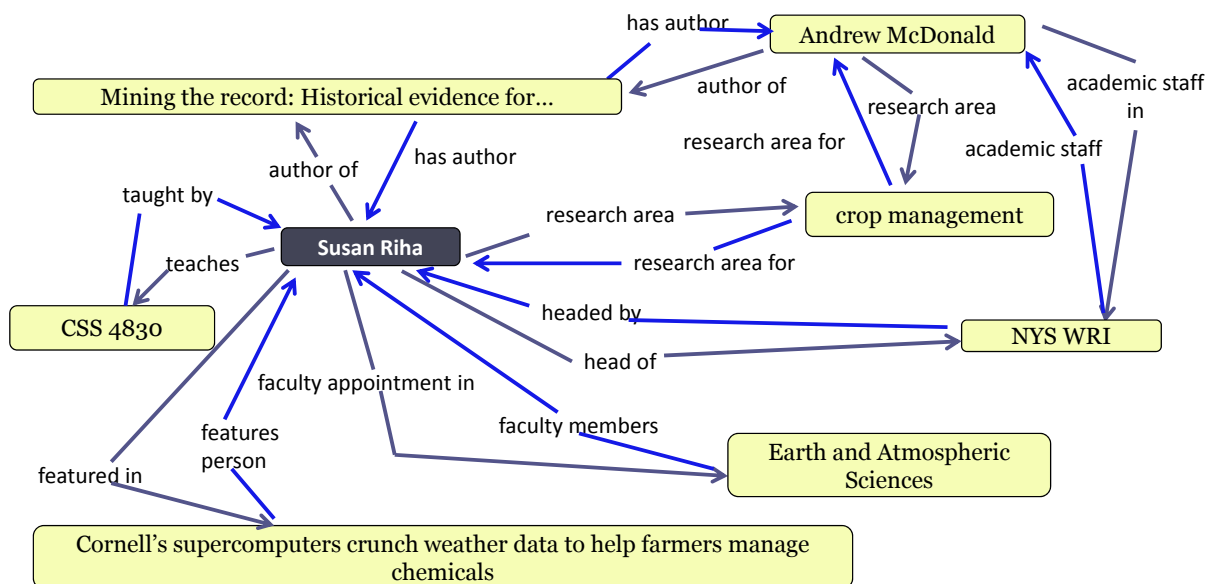 has author
Andrew McDonald
Mining the record: Historical evidence for…
author of
academic staff
in
research area
research area for
academic staff
has author
author of
taught by
research area
crop management
Susan Riha
teaches
research area for
CSS 4830
headed by
NYS WRI
head of
faculty appointment in
features
person
faculty members
Earth and Atmospheric
Sciences
featured in
Cornell’s supercomputers crunch weather data to help farmers manage
chemicals